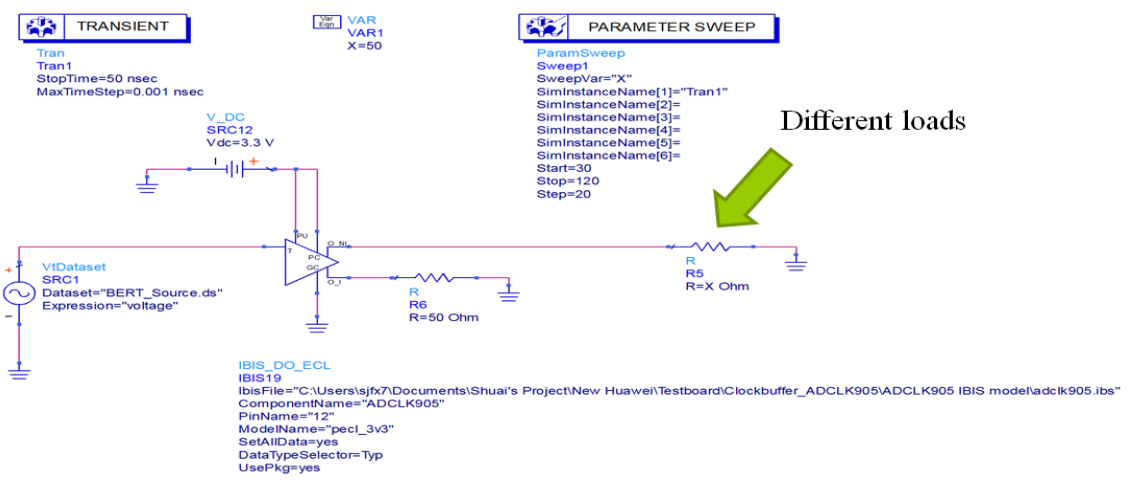 TRANSIENT
Tran
Tran1
StopTime=50 nsec
MaxTimeStep=0.001 nsec
Var
Eqn
VAR
VAR1
X=50
PARAMETER SWEEP
ParamSweep
Sweep1
SweepVar="X"
SimInstanceName[1]="Tran1"
SimInstanceName[2]=
SimInstanceName[3]=
SimInstanceName[4]=
SimInstanceName[5]=
SimInstanceName[6]=
Start=30
Stop=120
Step=20
Different loads
V_DC
SRC12
Vdc=3.3 V
VtDataset
SRC1
Dataset="BERT_Source.ds"
Expression="voltage"
PU
T
PC
GC
O_NI
O_I
R
R6
R=50 Ohm
R
R5
R=X Ohm
IBIS_DO_ECL
IBIS19
IbisFile="C:\Users\sjfx7\Documents\Shuai's Project\New Huawei\Testboard\Clockbuffer_ADCLK905\ADCLK905 IBIS model\adclk905.ibs"
ComponentName="ADCLK905"
PinName="12"
ModelName="pecl_3v3"
SetAllData=yes
DataTypeSelector=Typ
UsePkg=yes